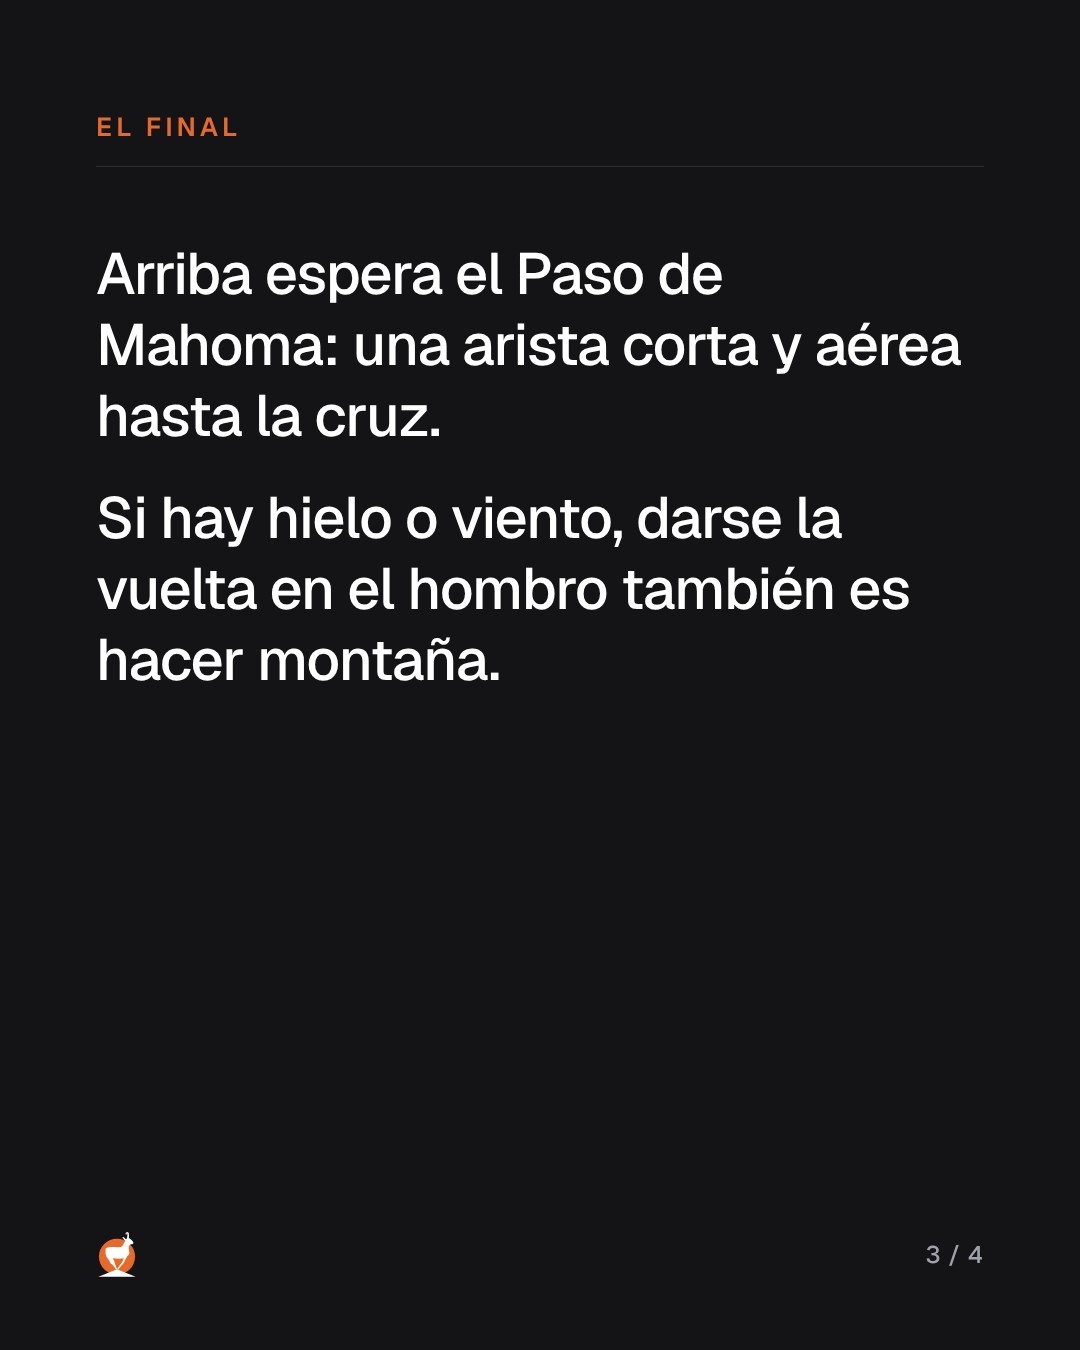 EL FINAL
Arriba espera el Paso de
Mahoma: una arista corta y aérea
hasta la cruz.
Si hay hielo o viento, darse la
vuelta en el hombro también es
hacer montaña.
3 / 4